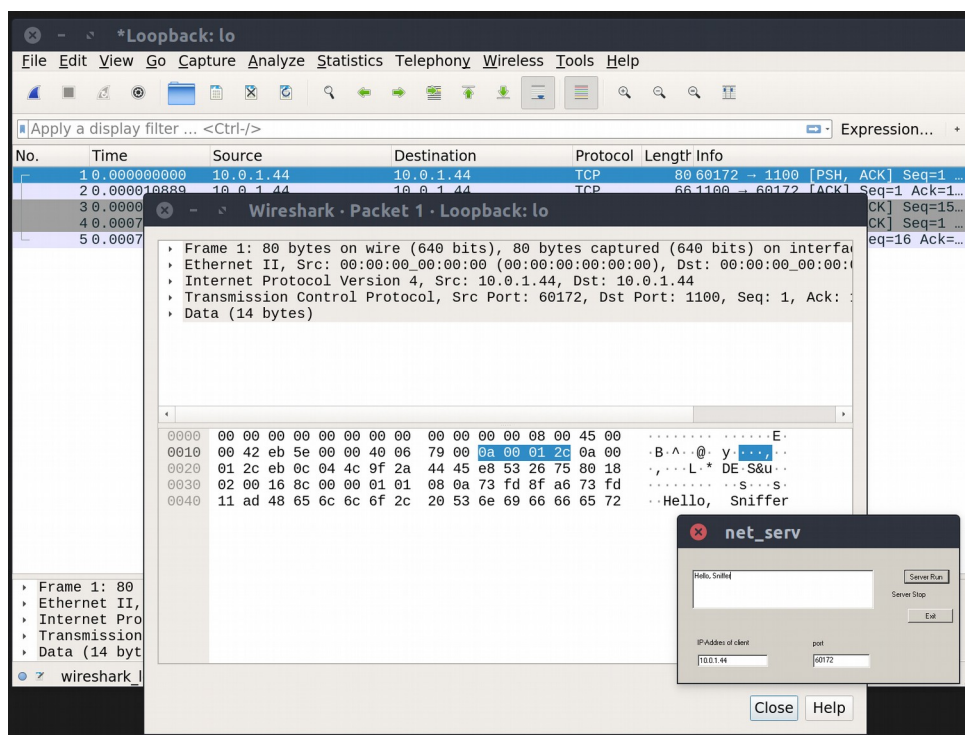 *Loopback: lo
File Edit View Go Capture Analyze Statistics Telephony Wireless Tools Help
Apply a display filter ... <Ctrl-/> Expression... +
No. Time Source Destination Protocol Length Info
1 0.000000000 10.0.1.44 10.0.1.44 TCP 80 60172 → 1100 [PSH, ACK] Seq=1 …
2 0.000010889 10.0.1.44 10.0.1.44 TCP 66 1100 → 60172 [ACK] Seq=1 Ack=1…
3 0.0000 CK] Seq=15…
4 0.0007 CK] Seq=1 …
5 0.0007 eq=16 Ack=…
Wireshark · Packet 1 · Loopback: lo
Frame 1: 80 bytes on wire (640 bits), 80 bytes captured (640 bits) on interfac
Ethernet II, Src: 00:00:00_00:00:00 (00:00:00:00:00:00), Dst: 00:00:00_00:00:
Internet Protocol Version 4, Src: 10.0.1.44, Dst: 10.0.1.44
Transmission Control Protocol, Src Port: 60172, Dst Port: 1100, Seq: 1, Ack:
Data (14 bytes)
0000 00 00 00 00 00 00 00 00 00 00 00 00 08 00 45 00 ········ ······E·
0010 00 42 eb 5e 00 00 40 06 79 00 0a 00 01 2c 0a 00 ·B·^··@· y····,··
0020 01 2c eb 0c 04 4c 9f 2a 44 45 e8 53 26 75 80 18 ·,···L·* DE·S&u··
0030 02 00 16 8c 00 00 01 01 08 0a 73 fd 8f a6 73 fd ········ ··s···s·
0040 11 ad 48 65 6c 6c 6f 2c 20 53 6e 69 66 66 65 72 ··Hello, Sniffer
net_serv
Hello, Sniffer
Server Run
Server Stop
Exit
IP-Addres of client port
10.0.1.44 60172
Frame 1: 80
Ethernet II,
Internet Pro
Transmission
Data (14 byt
wireshark_l
Close Help